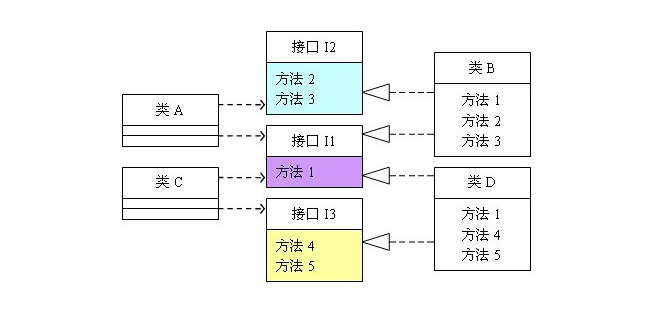 接口 I2
方法 2
方法 3
类 A
接口 I1
方法 1
类 C
接口 I3
方法 4
方法 5
类 B
方法 1
方法 2
方法 3
类 D
方法 1
方法 4
方法 5